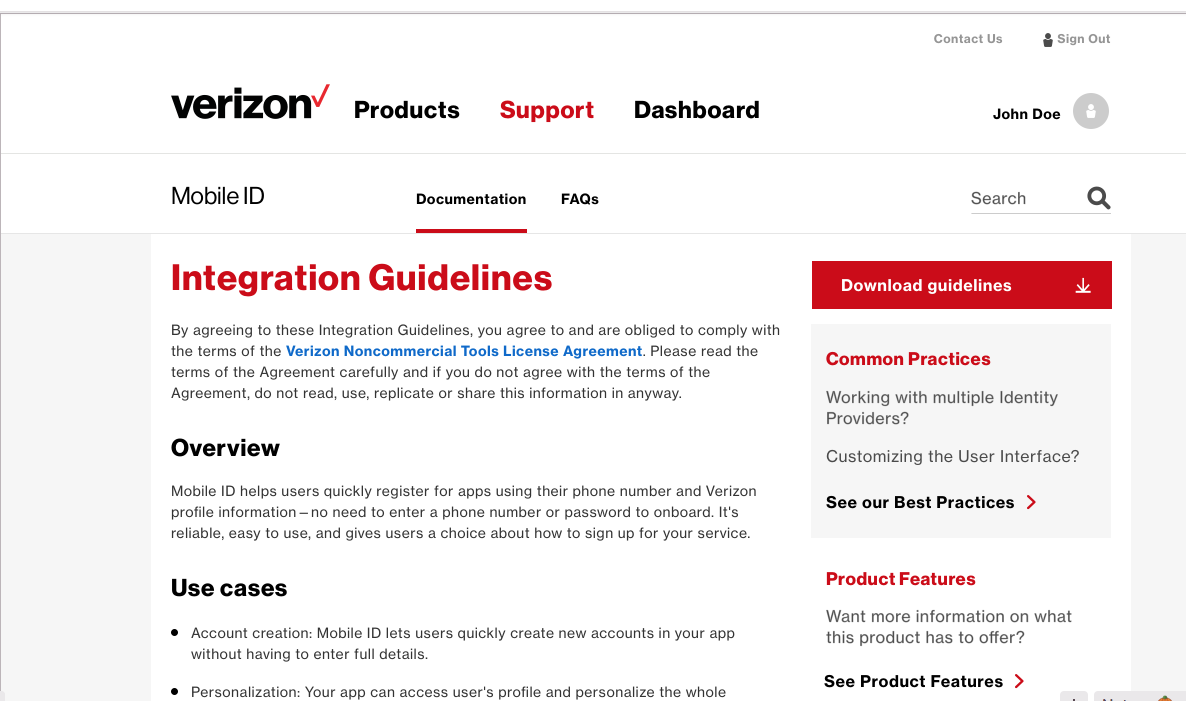 Contact Us
Sign Out
verizon
Products
Support
Dashboard
John Doe
Mobile ID
Documentation
FAQs
Search
Integration Guidelines
By agreeing to these Integration Guidelines, you agree to and are obliged to comply with
the terms of the Verizon Noncommercial Tools License Agreement. Please read the
terms of the Agreement carefully and if you do not agree with the terms of the
Agreement, do not read, use, replicate or share this information in anyway.
Overview
Mobile ID helps users quickly register for apps using their phone number and Verizon
profile information – no need to enter a phone number or password to onboard. It's
reliable, easy to use, and gives users a choice about how to sign up for your service.
Use cases
Account creation: Mobile ID lets users quickly create new accounts in your app
without having to enter full details.
Personalization: Your app can access user's profile and personalize the whole
Download guidelines
Common Practices
Working with multiple Identity
Providers?
Customizing the User Interface?
See our Best Practices
Product Features
Want more information on what
this product has to offer?
See Product Features